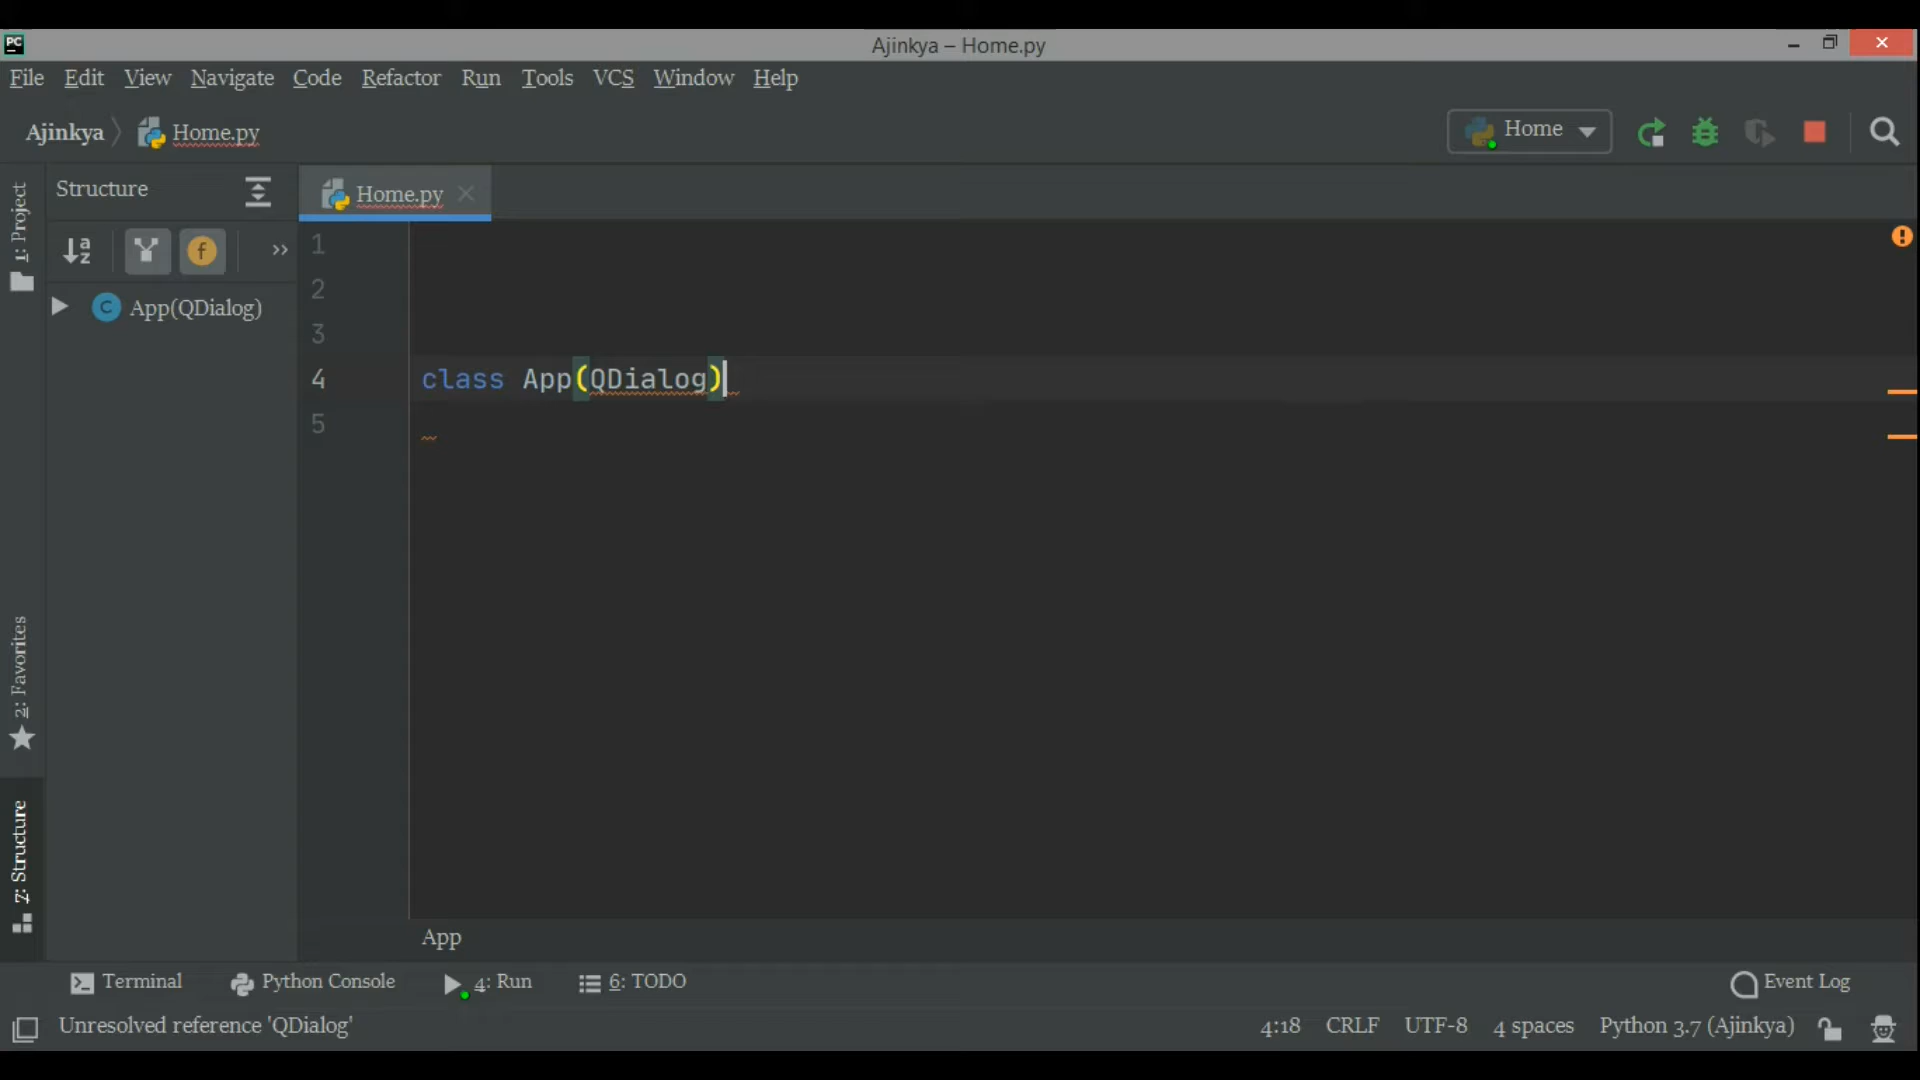 PC
Ajinkya – Home.py
File Edit View Navigate Code Refactor Run Tools VCS Window Help
Ajinkya Home.py
Home
1: Project
Structure
Home.py
f
1
2
3
C App(QDialog)
4 class App(QDialog)
5
2: Favorites
7: Structure
App
Terminal Python Console 4: Run 6: TODO Event Log
Unresolved reference 'QDialog' 4:18 CRLF UTF-8 4 spaces Python 3.7 (Ajinkya)